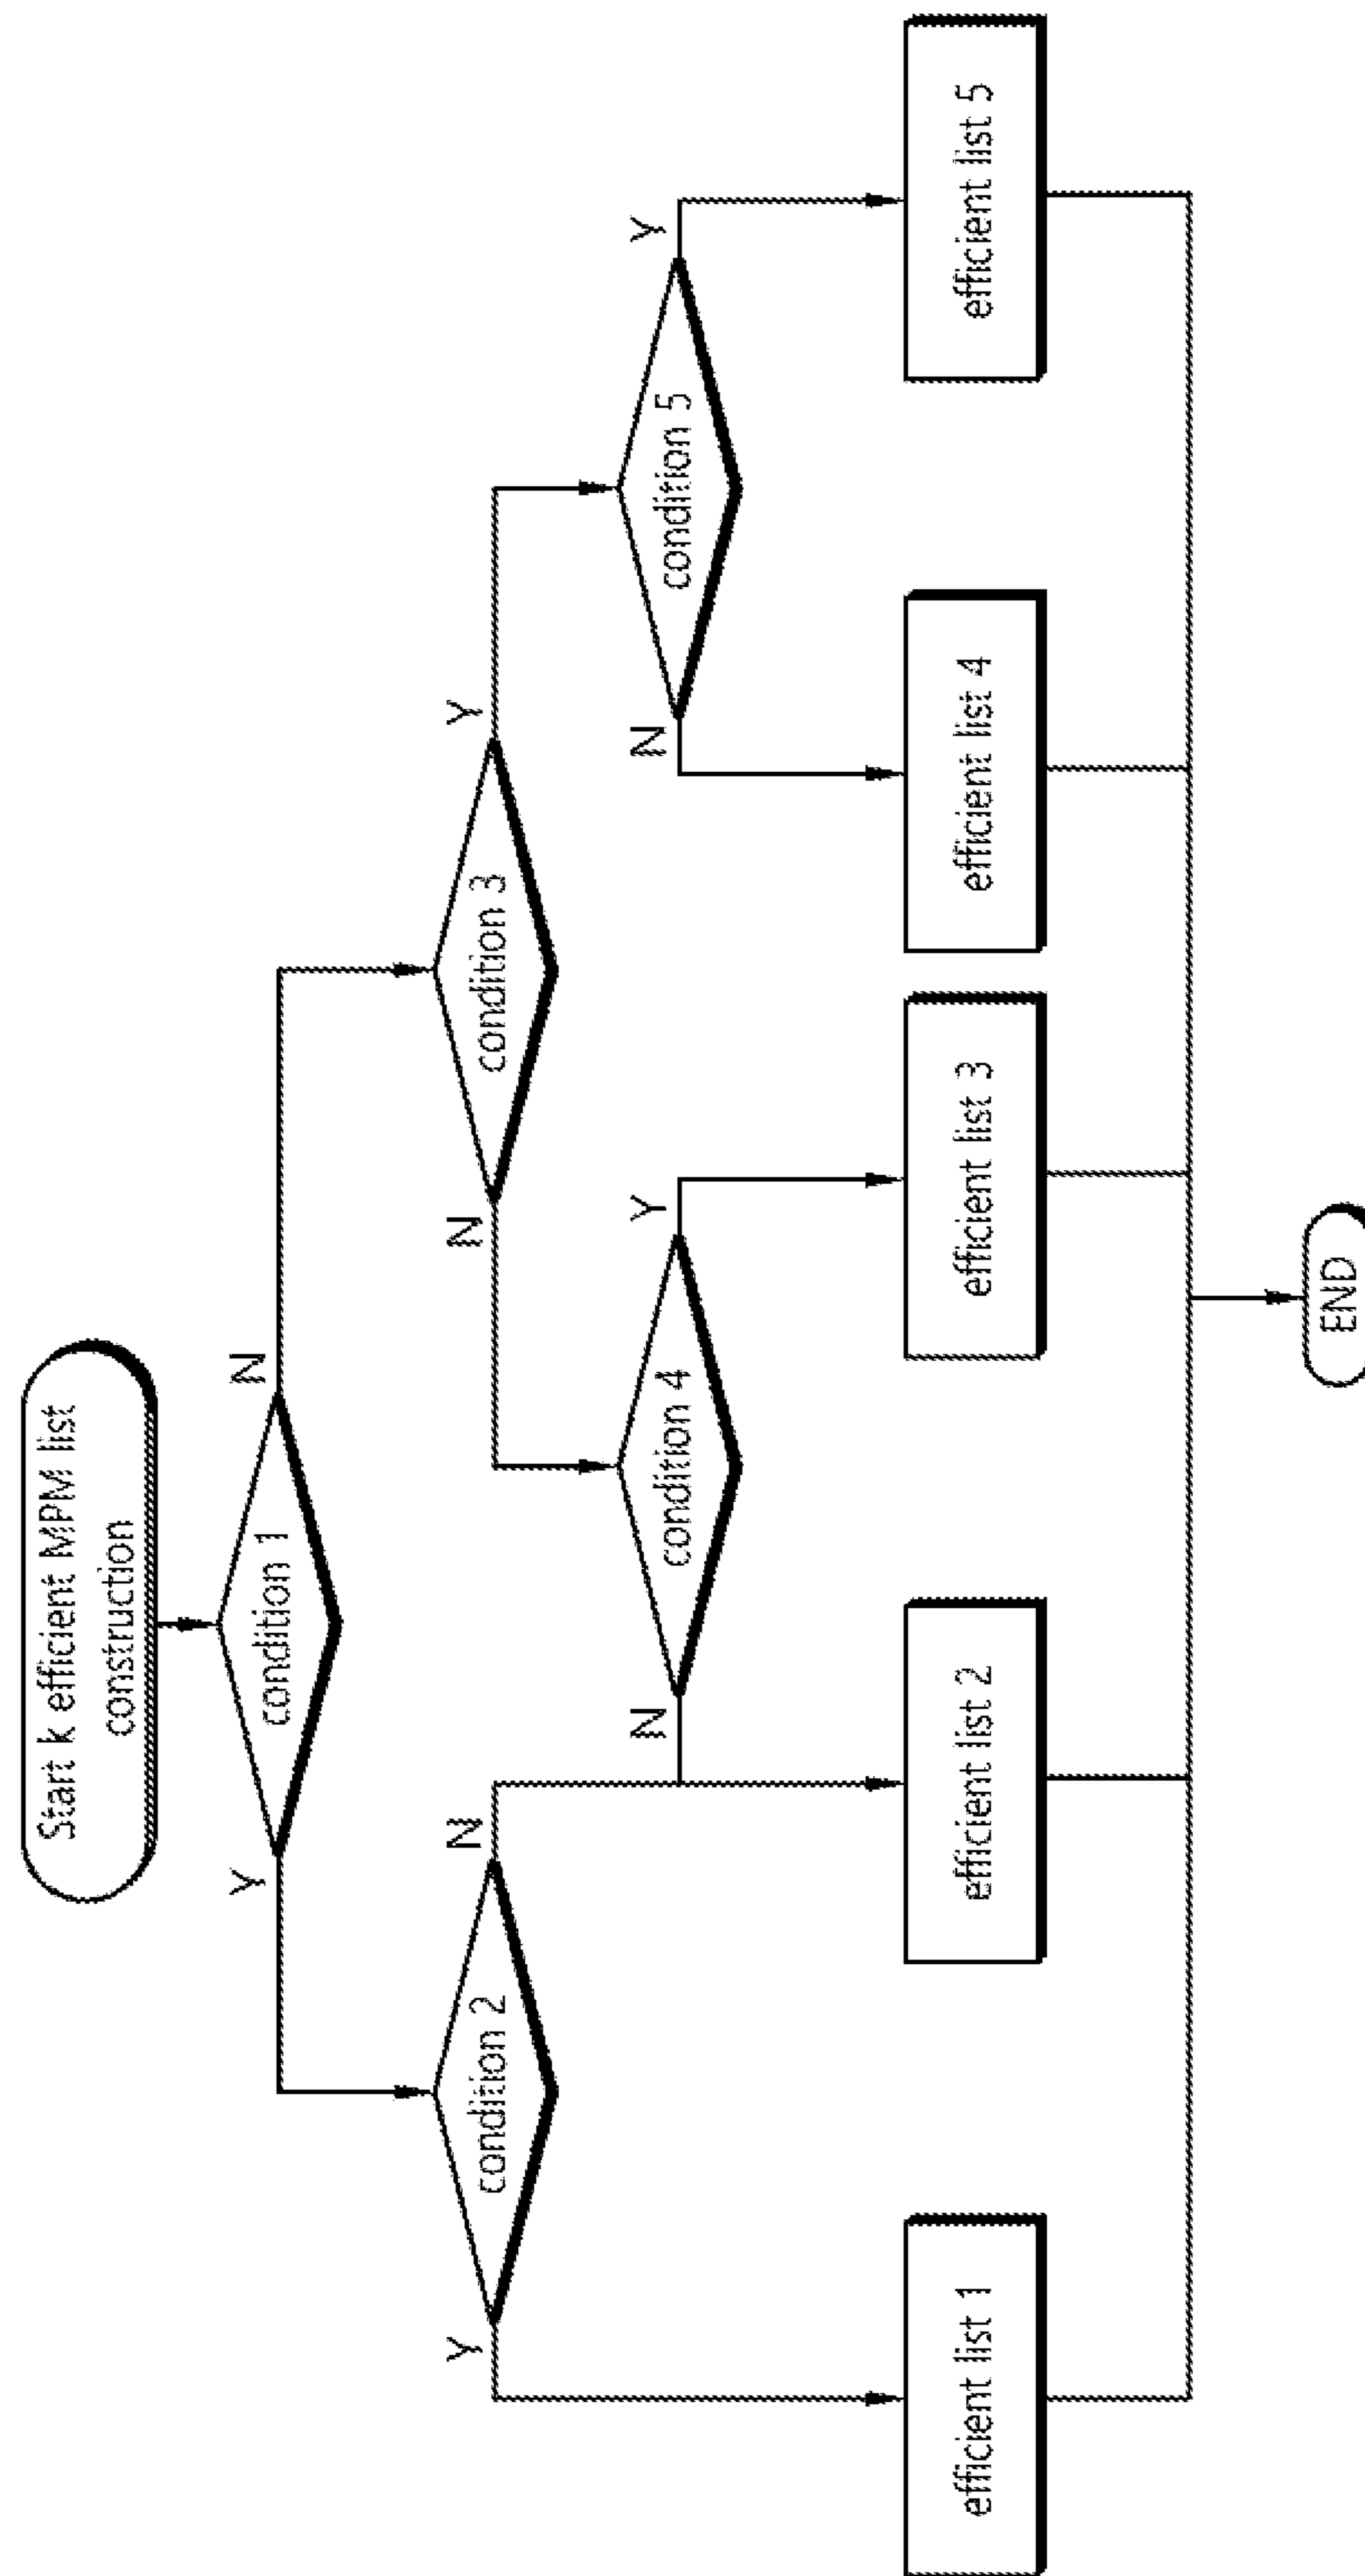 Start k efficient MPM list
construction
condition 1
Y
N
condition 2
Y
N
condition 3
N
Y
condition 4
N
Y
condition 5
N
Y
efficient list 1
efficient list 2
efficient list 3
efficient list 4
efficient list 5
END